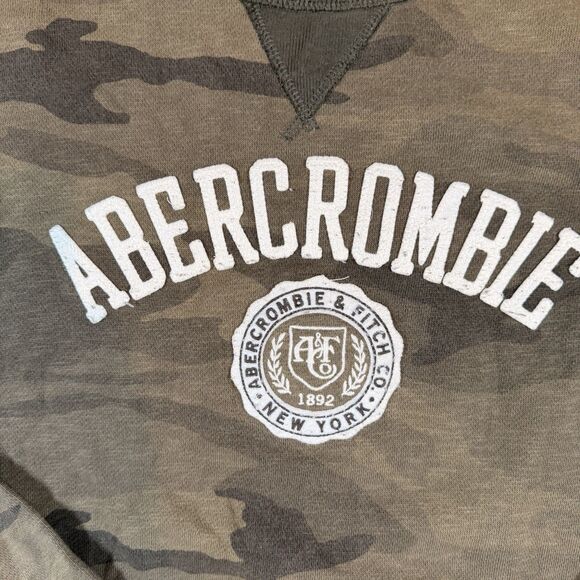 ABERCROMBIE
ABERCROMBIE & FITCH CO.
A&F
Co
1892
NEW YORK